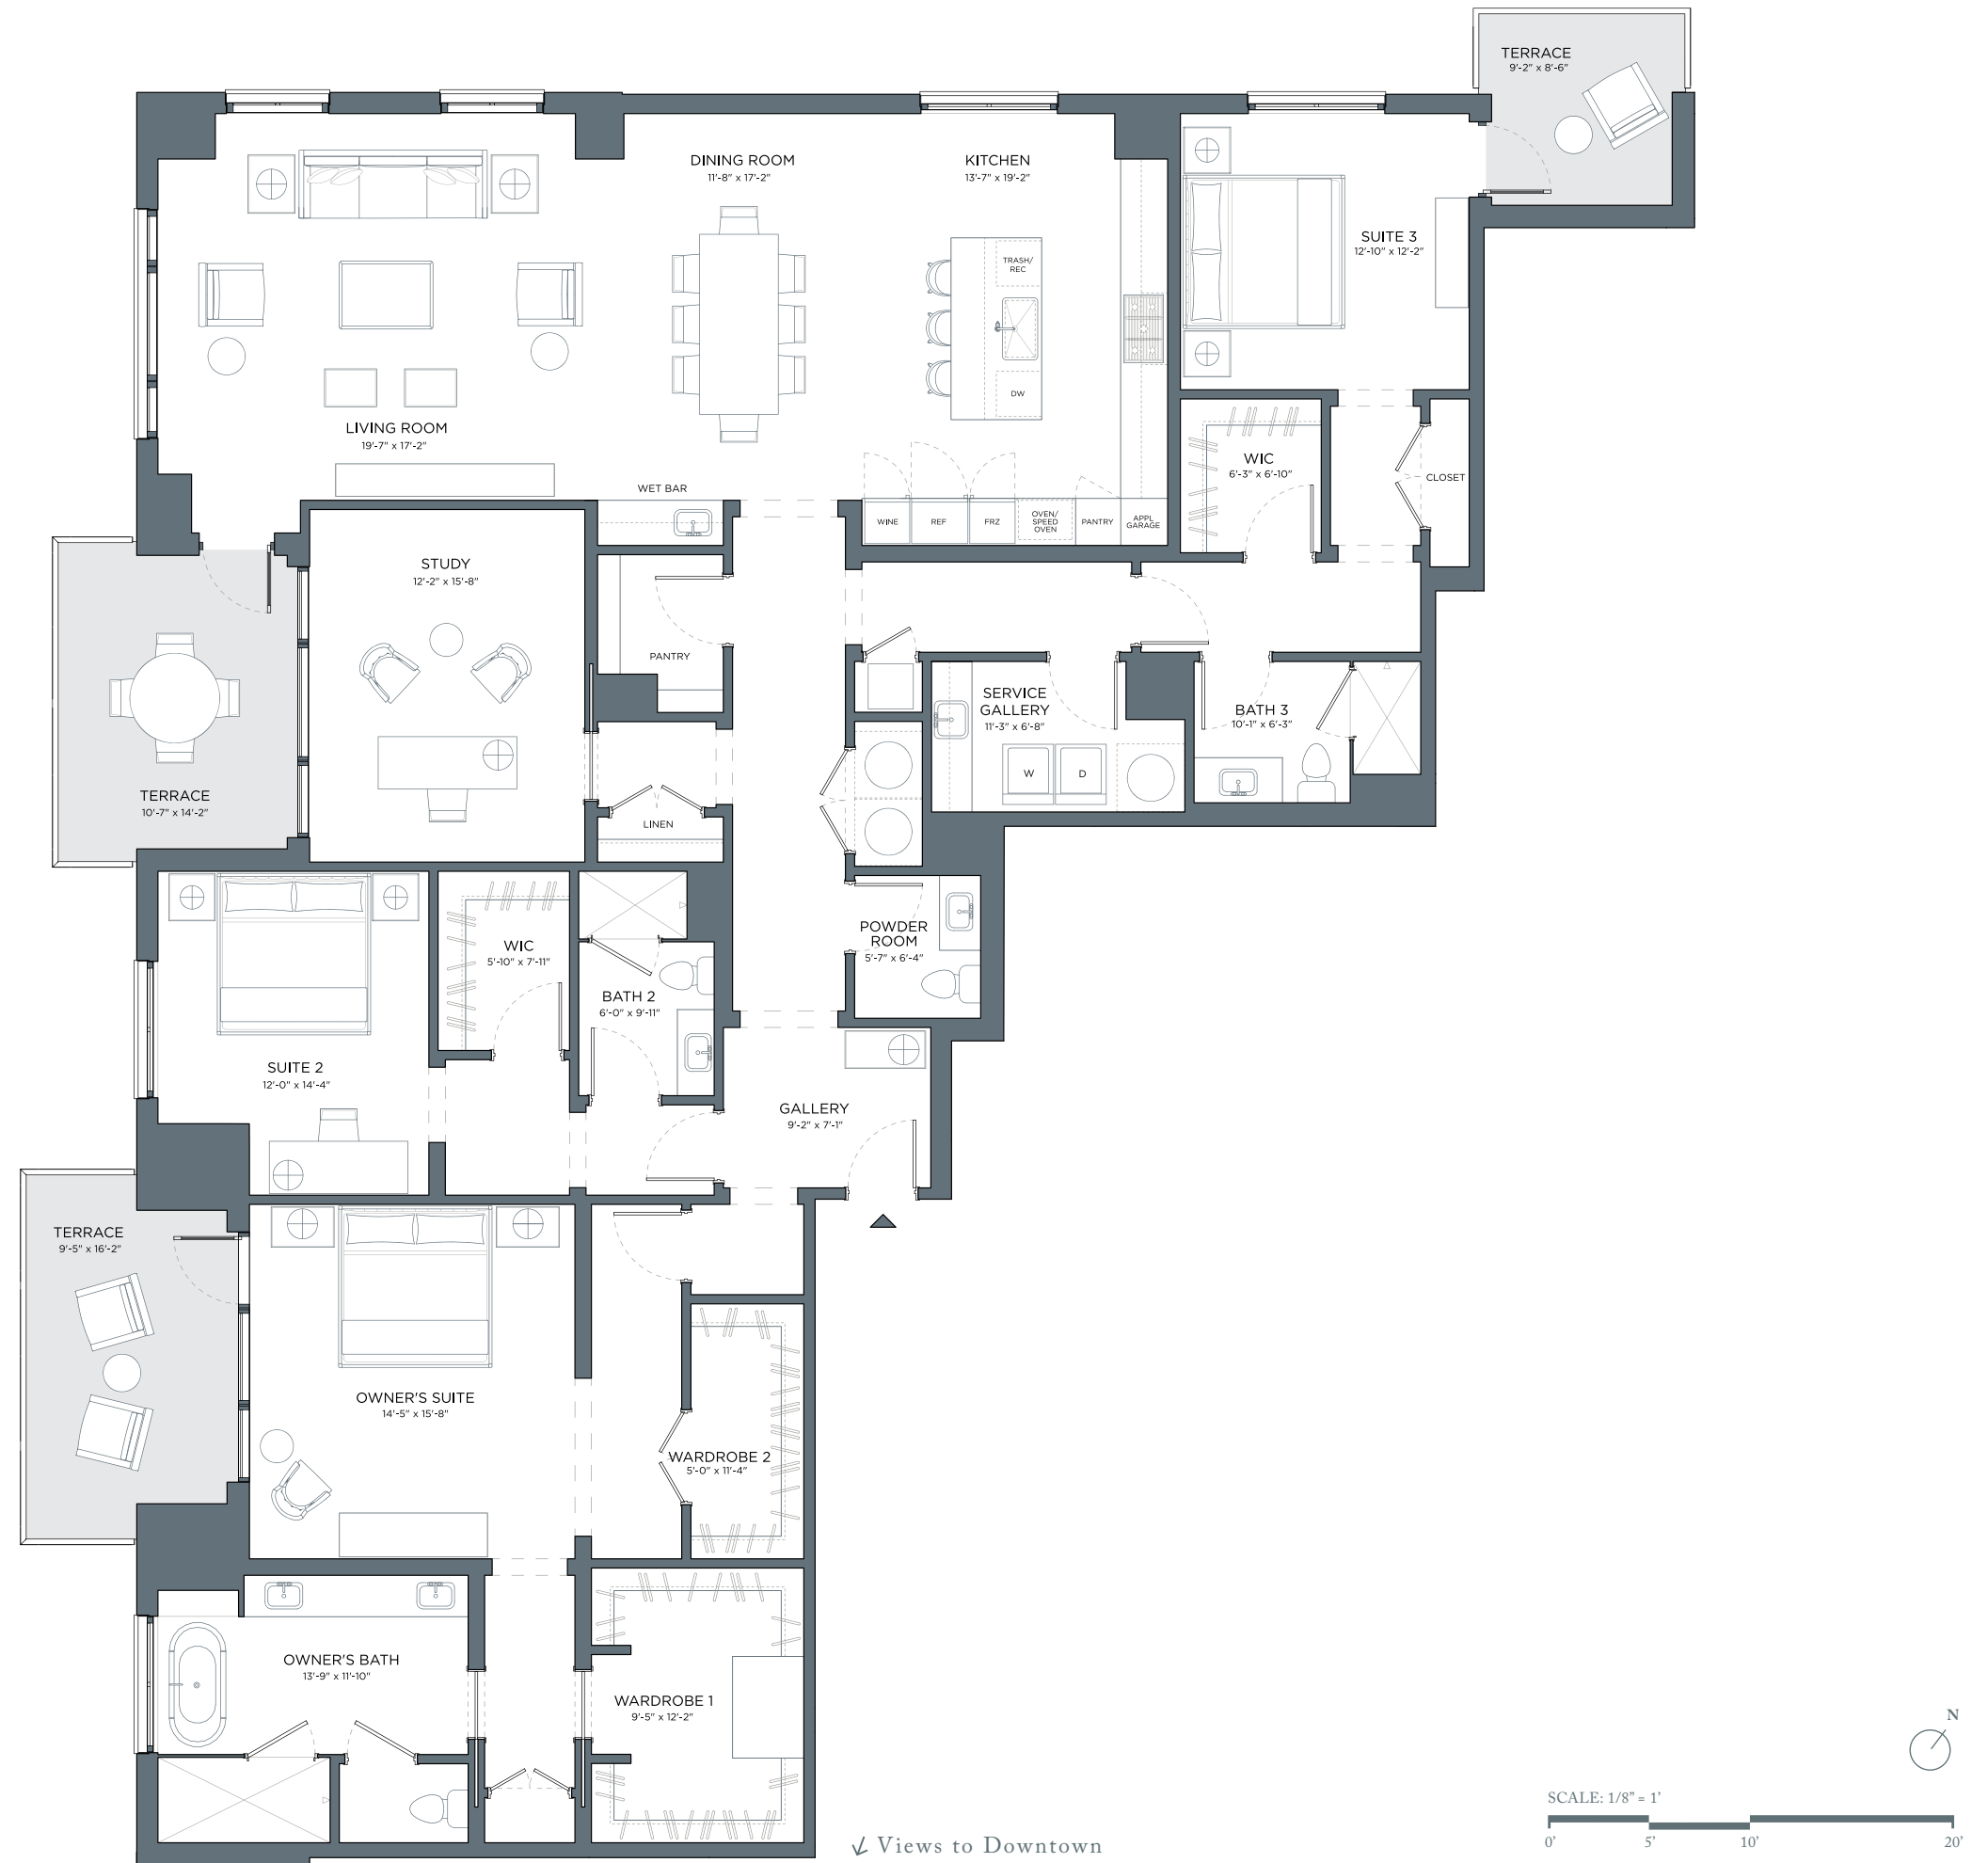 TERRACE
9'-2" x 8'-6"
DINING ROOM
11'-8" x 17'-2"
KITCHEN
13'-7" x 19'-2"
SUITE 3
12'-10" x 12'-2"
TRASH/
REC
DW
LIVING ROOM
19'-7" x 17'-2"
WIC
6'-3" x 6'-10"
CLOSET
WET BAR
WINE
REF
FRZ
OVEN/
SPEED
OVEN
PANTRY
APPL
GARAGE
STUDY
12'-2" x 15'-8"
PANTRY
SERVICE
GALLERY
11'-3" x 6'-8"
BATH 3
10'-1" x 6'-3"
W
D
TERRACE
10'-7" x 14'-2"
LINEN
POWDER
ROOM
5'-7" x 6'-4"
WIC
5'-10" x 7'-11"
BATH 2
6'-0" x 9'-11"
SUITE 2
12'-0" x 14'-4"
GALLERY
9'-2" x 7'-1"
TERRACE
9'-5" x 16'-2"
OWNER'S SUITE
14'-5" x 15'-8"
WARDROBE 2
5'-0" x 11'-4"
OWNER'S BATH
13'-9" x 11'-10"
WARDROBE 1
9'-5" x 12'-2"
N
SCALE: 1/8" = 1'
0' 5' 10' 20'
Views to Downtown